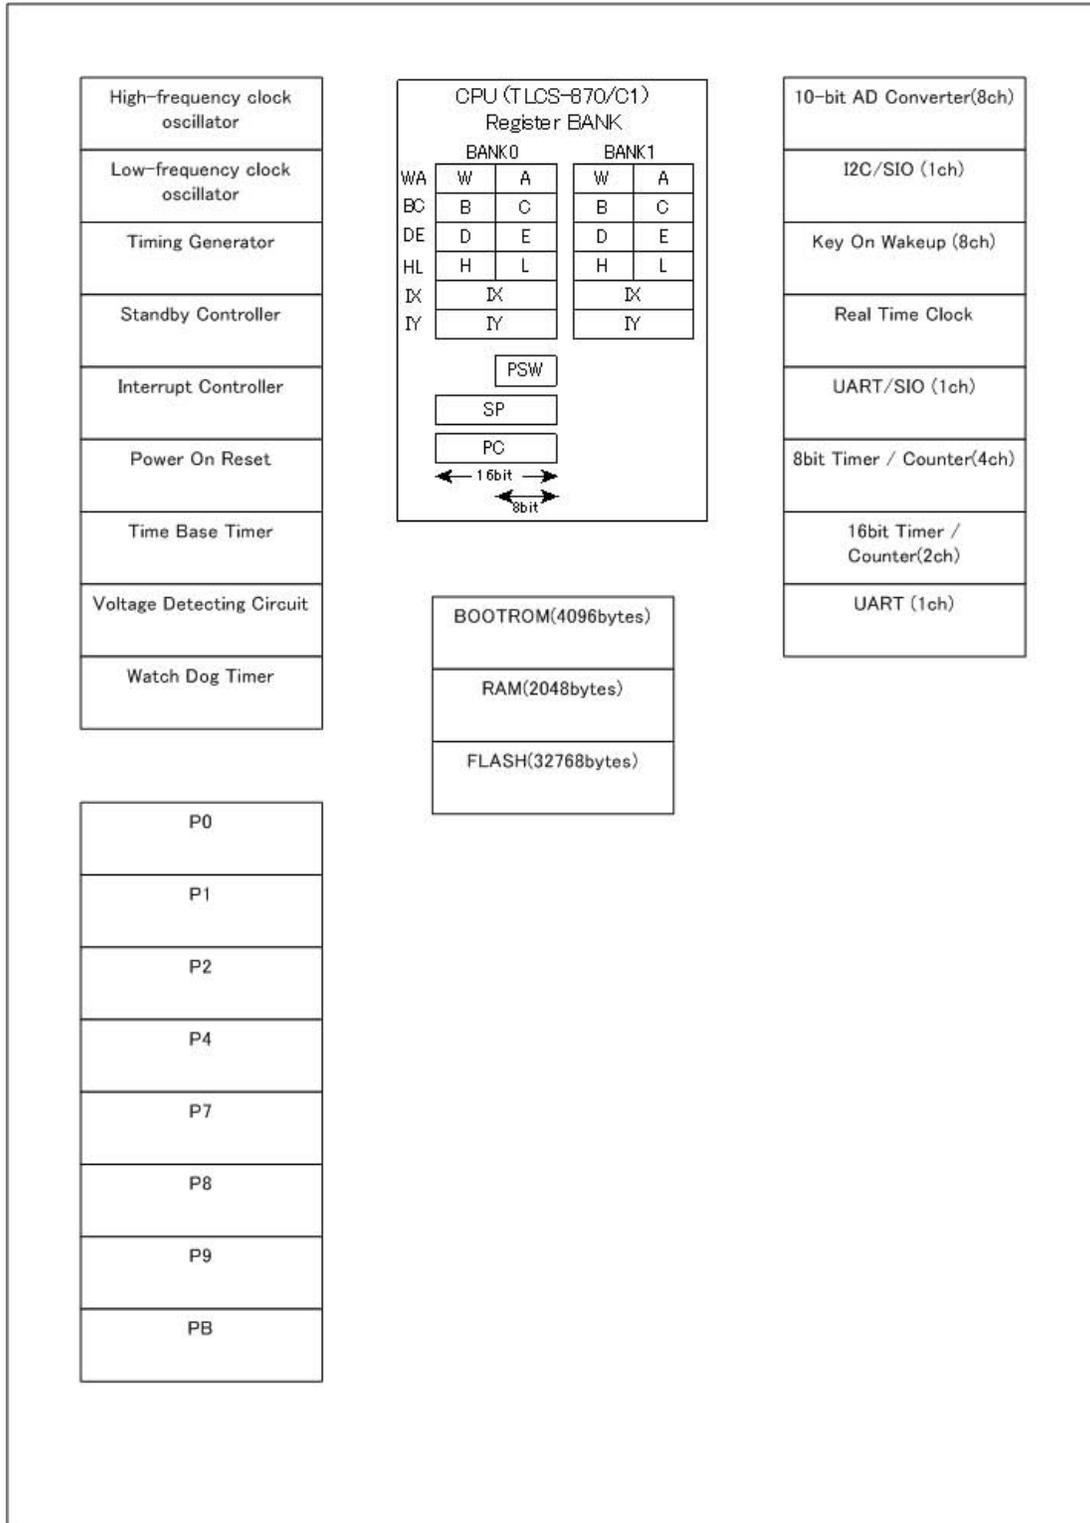 High-frequency clock
oscillator
Low-frequency clock
oscillator
Timing Generator
Standby Controller
Interrupt Controller
Power On Reset
Time Base Timer
Voltage Detecting Circuit
Watch Dog Timer
P0
P1
P2
P4
P7
P8
P9
PB
CPU (TLCS-870/C1)
Register BANK
BANK0 BANK1
WA W A W A
BC B C B C
DE D E D E
HL H L H L
IX IX IX
IY IY IY
PSW
SP
PC
16bit
8bit
BOOTROM(4096bytes)
RAM(2048bytes)
FLASH(32768bytes)
10-bit AD Converter(8ch)
I2C/SIO (1ch)
Key On Wakeup (8ch)
Real Time Clock
UART/SIO (1ch)
8bit Timer / Counter(4ch)
16bit Timer /
Counter(2ch)
UART (1ch)